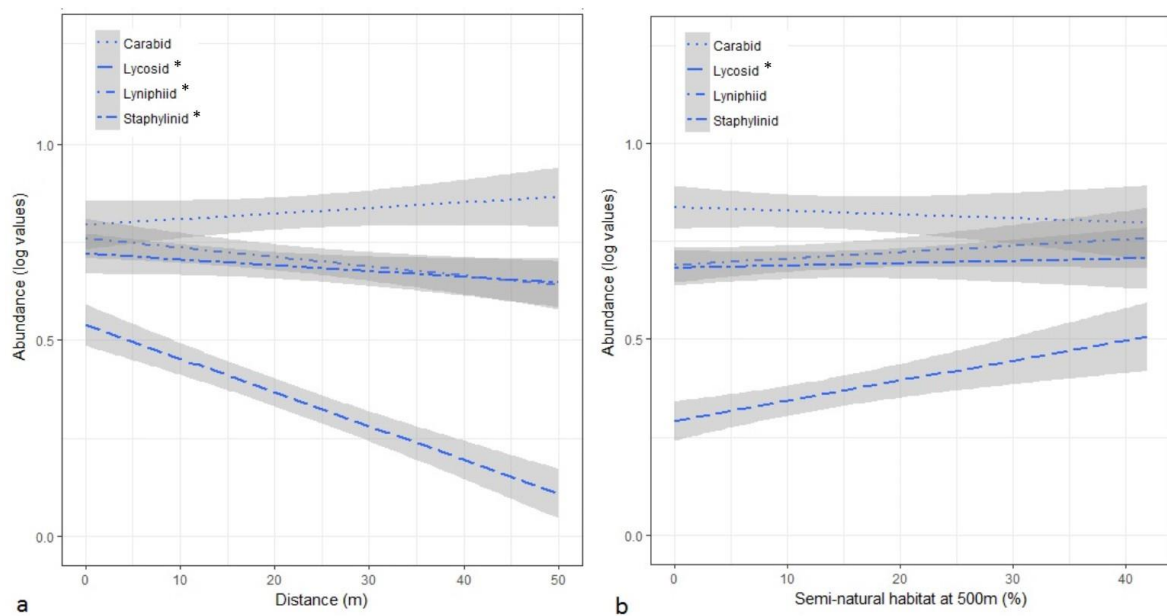 Carabid
Lycosid *
Lyniphiid *
Staphylinid *
1.0
0.5
0.0
Abundance (log values)
0 10 20 30 40 50
Distance (m)
a
Carabid
Lycosid *
Lyniphiid
Staphylinid
1.0
0.5
0.0
Abundance (log values)
0 10 20 30 40
Semi-natural habitat at 500m (%)
b